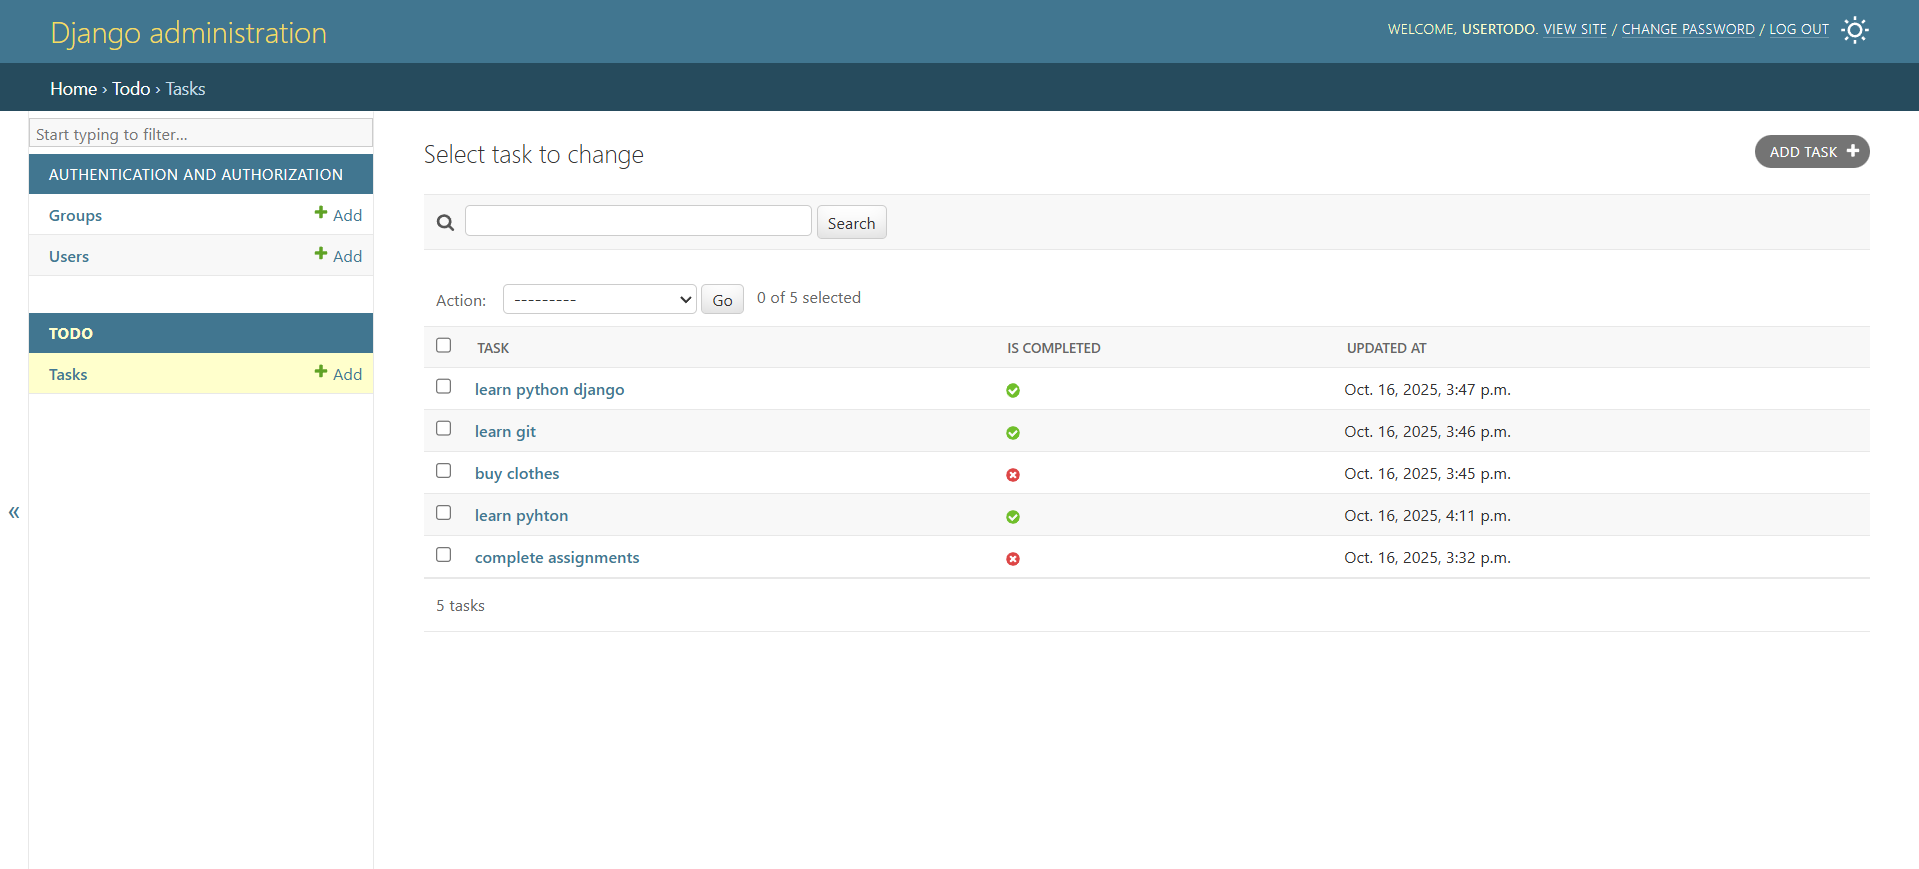 Django administration
WELCOME, USERTODO. VIEW SITE / CHANGE PASSWORD / LOG OUT
Home › Todo › Tasks
Start typing to filter...
AUTHENTICATION AND AUTHORIZATION
Groups + Add
Users + Add
TODO
Tasks + Add
«
Select task to change
ADD TASK +
Search
Action: --------- Go 0 of 5 selected
TASK IS COMPLETED UPDATED AT
learn python django Oct. 16, 2025, 3:47 p.m.
learn git Oct. 16, 2025, 3:46 p.m.
buy clothes Oct. 16, 2025, 3:45 p.m.
learn pyhton Oct. 16, 2025, 4:11 p.m.
complete assignments Oct. 16, 2025, 3:32 p.m.
5 tasks